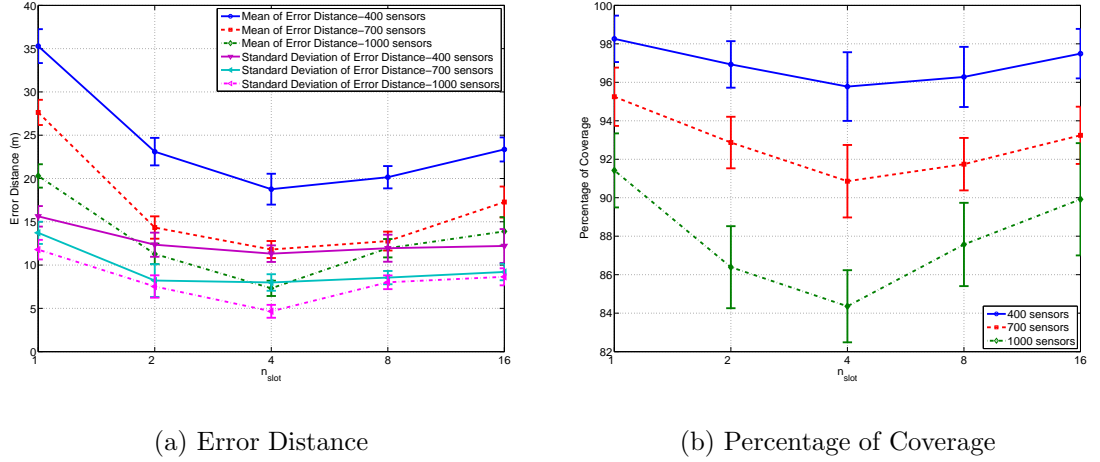 40
35
30
25
20
15
10
5
0
Error Distance (m)
Mean of Error Distance−400 sensors
Mean of Error Distance−700 sensors
Mean of Error Distance−1000 sensors
Standard Deviation of Error Distance−400 sensors
Standard Deviation of Error Distance−700 sensors
Standard Deviation of Error Distance−1000 sensors
1 2 4 8 16
n_slot
(a) Error Distance
100
98
96
94
92
90
88
86
84
82
Percentage of Coverage
400 sensors
700 sensors
1000 sensors
1 2 4 8 16
n_slot
(b) Percentage of Coverage